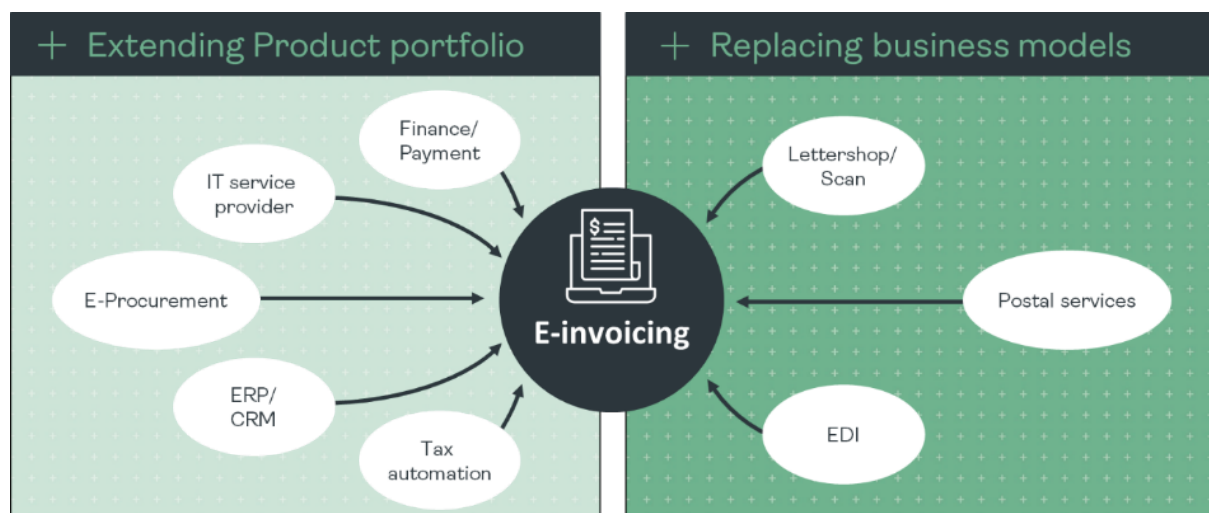 + Extending Product portfolio
+ Replacing business models
Finance/
Payment
IT service
provider
E-Procurement
ERP/
CRM
Tax
automation
$
E-invoicing
Lettershop/
Scan
Postal services
EDI